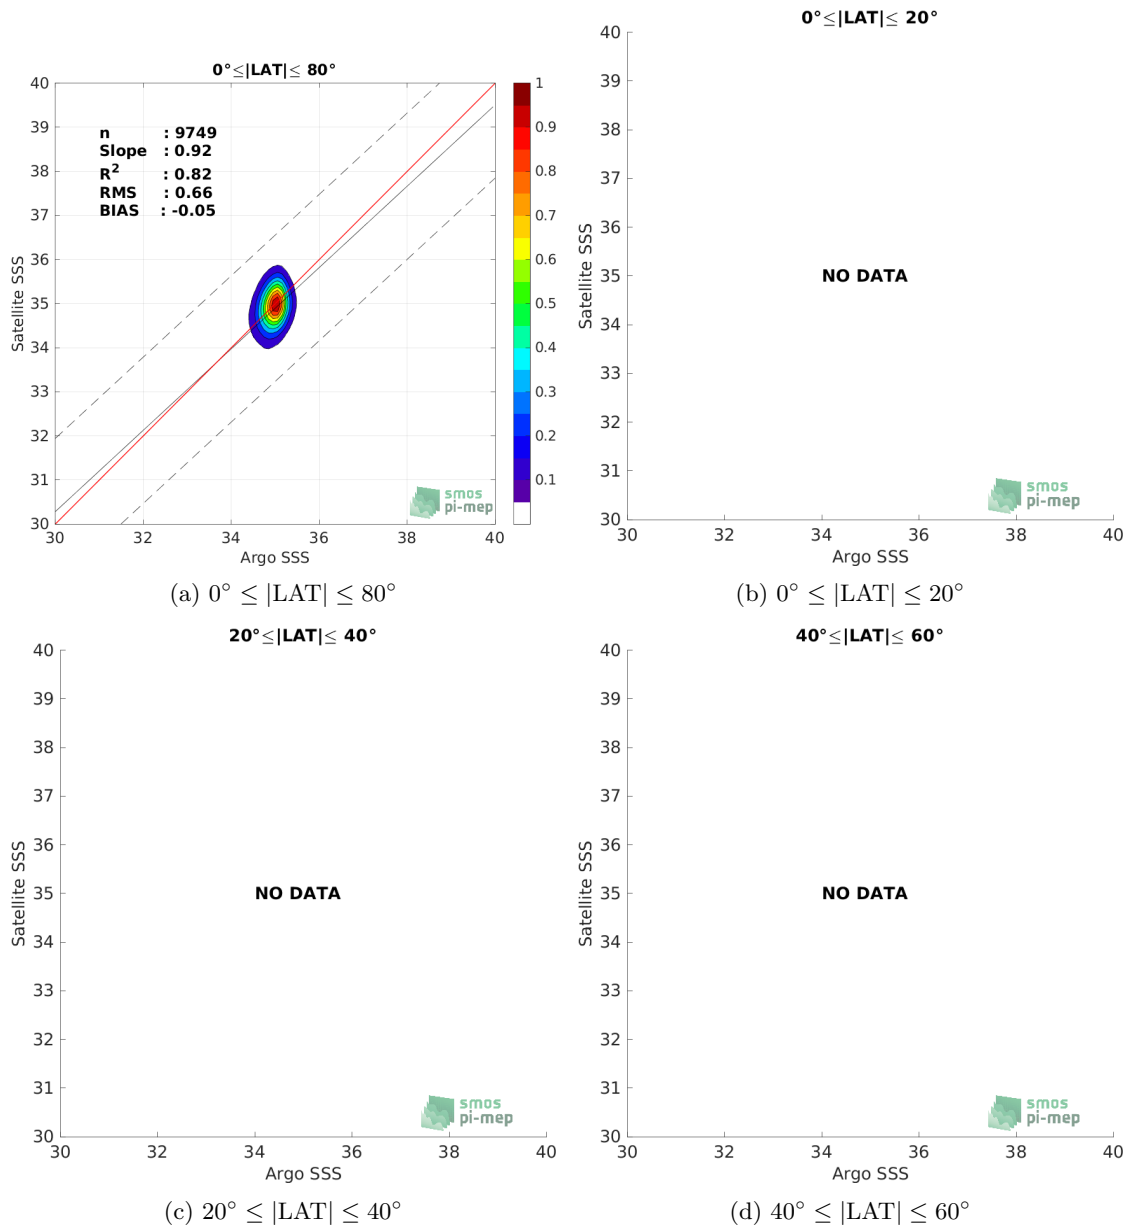 0°≤|LAT|≤ 80°
40
39
38
37
36
35
34
33
32
31
30
Satellite SSS
n : 9749
Slope : 0.92
R² : 0.82
RMS : 0.66
BIAS : -0.05
smos
pi-mep
30 32 34 36 38 40
Argo SSS
1
0.9
0.8
0.7
0.6
0.5
0.4
0.3
0.2
0.1
(a) 0° ≤ |LAT| ≤ 80°
0°≤|LAT|≤ 20°
40
39
38
37
36
35
34
33
32
31
30
Satellite SSS
NO DATA
smos
pi-mep
30 32 34 36 38 40
Argo SSS
(b) 0° ≤ |LAT| ≤ 20°
20°≤|LAT|≤ 40°
40
39
38
37
36
35
34
33
32
31
30
Satellite SSS
NO DATA
smos
pi-mep
30 32 34 36 38 40
Argo SSS
(c) 20° ≤ |LAT| ≤ 40°
40°≤|LAT|≤ 60°
40
39
38
37
36
35
34
33
32
31
30
Satellite SSS
NO DATA
smos
pi-mep
30 32 34 36 38 40
Argo SSS
(d) 40° ≤ |LAT| ≤ 60°